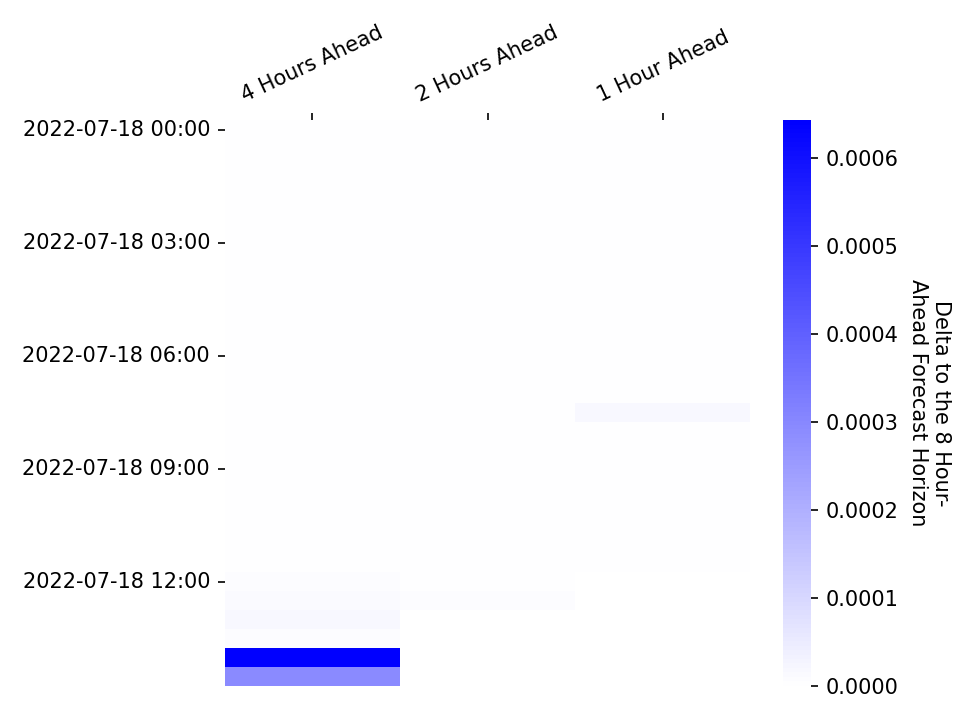 4 Hours Ahead
2 Hours Ahead
1 Hour Ahead
2022-07-18 00:00
2022-07-18 03:00
2022-07-18 06:00
2022-07-18 09:00
2022-07-18 12:00
0.0006
0.0005
0.0004
0.0003
0.0002
0.0001
0.0000
Delta to the 8 Hour-
Ahead Forecast Horizon